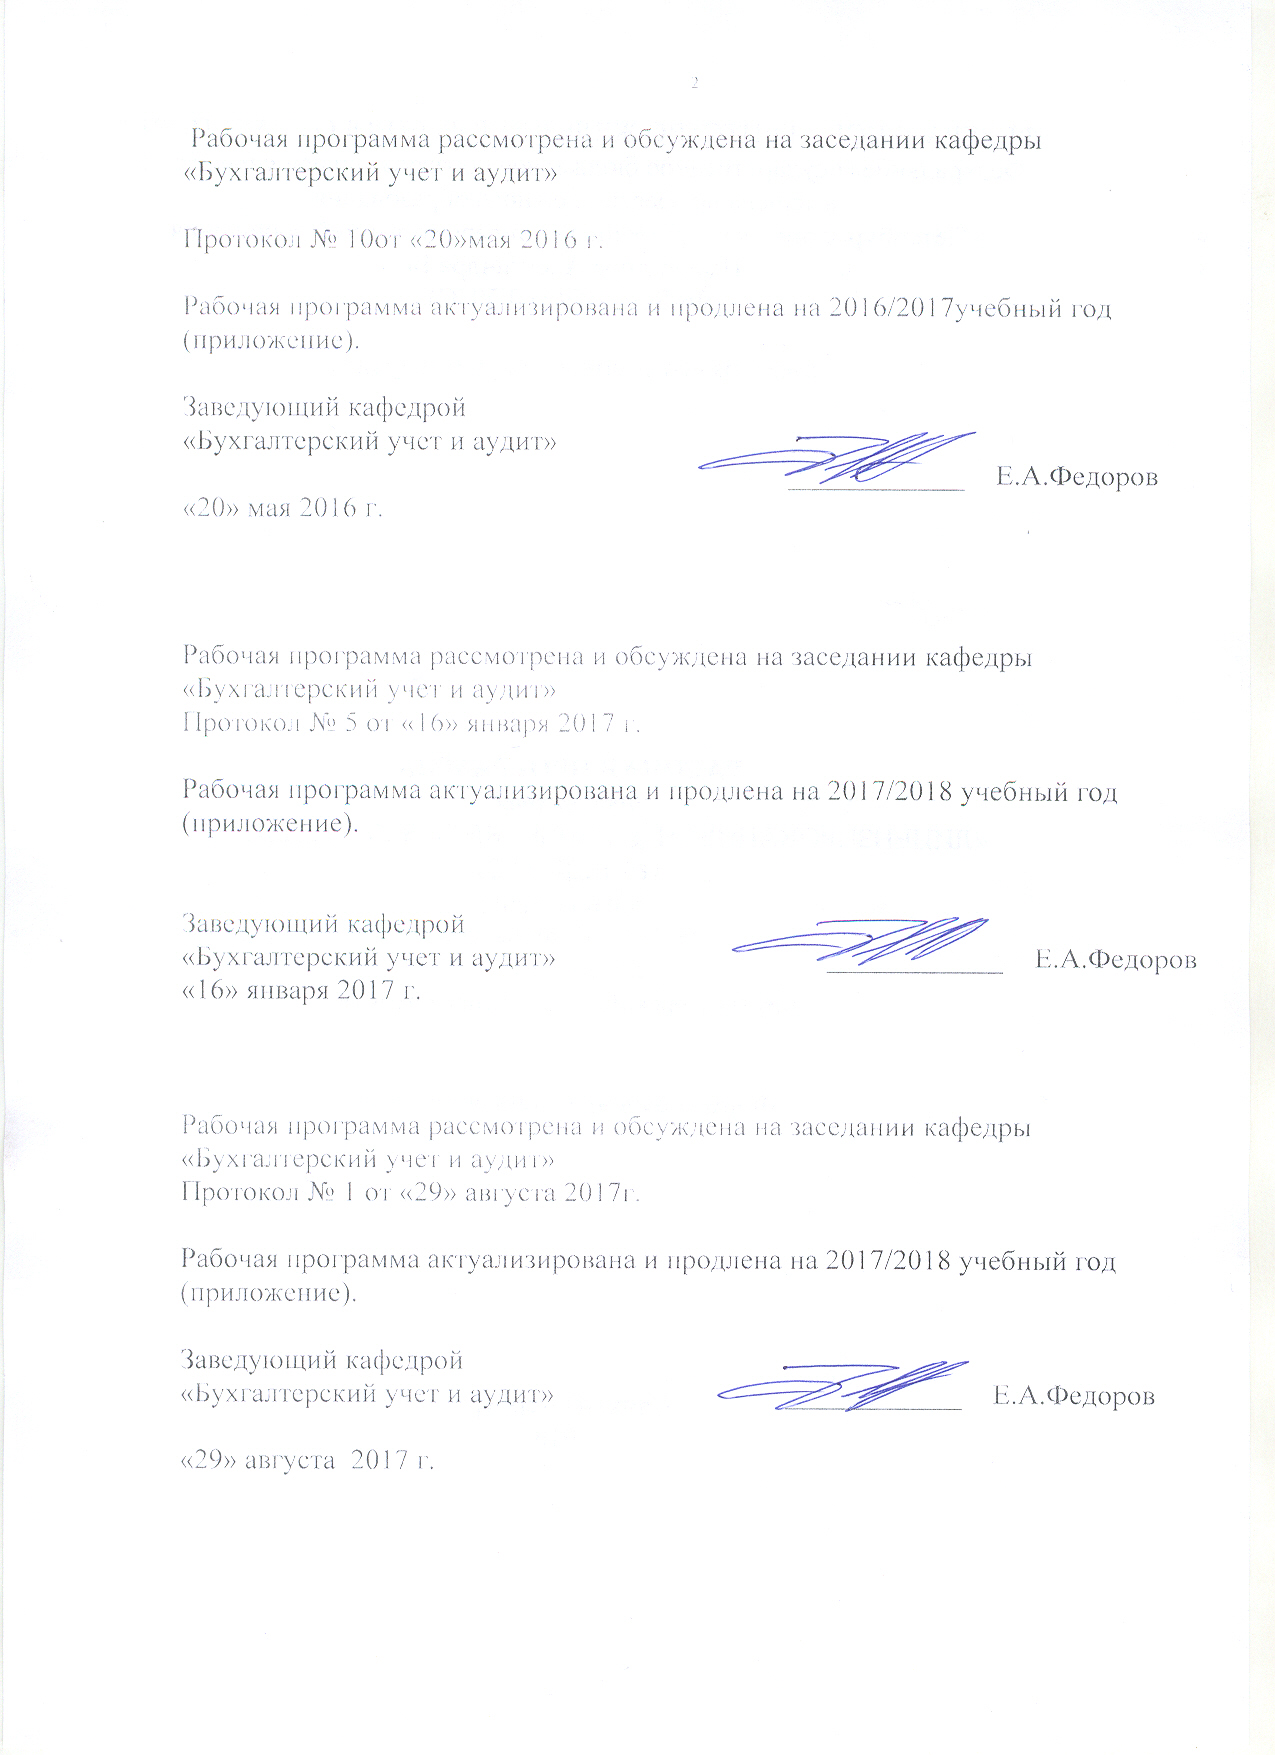 2
Рабочая программа рассмотрена и обсуждена на заседании кафедры
«Бухгалтерский учет и аудит»
Протокол № 10от «20»мая 2016 г.
Рабочая программа актуализирована и продлена на 2016/2017учебный год
(приложение).
Заведующий кафедрой
«Бухгалтерский учет и аудит»
Е.А.Федоров
«20» мая 2016 г.
Рабочая программа рассмотрена и обсуждена на заседании кафедры
«Бухгалтерский учет и аудит»
Протокол № 5 от «16» января 2017 г.
Рабочая программа актуализирована и продлена на 2017/2018 учебный год
(приложение).
Заведующий кафедрой
«Бухгалтерский учет и аудит»
Е.А.Федоров
«16» января 2017 г.
Рабочая программа рассмотрена и обсуждена на заседании кафедры
«Бухгалтерский учет и аудит»
Протокол № 1 от «29» августа 2017г.
Рабочая программа актуализирована и продлена на 2017/2018 учебный год
(приложение).
Заведующий кафедрой
«Бухгалтерский учет и аудит»
Е.А.Федоров
«29» августа 2017 г.